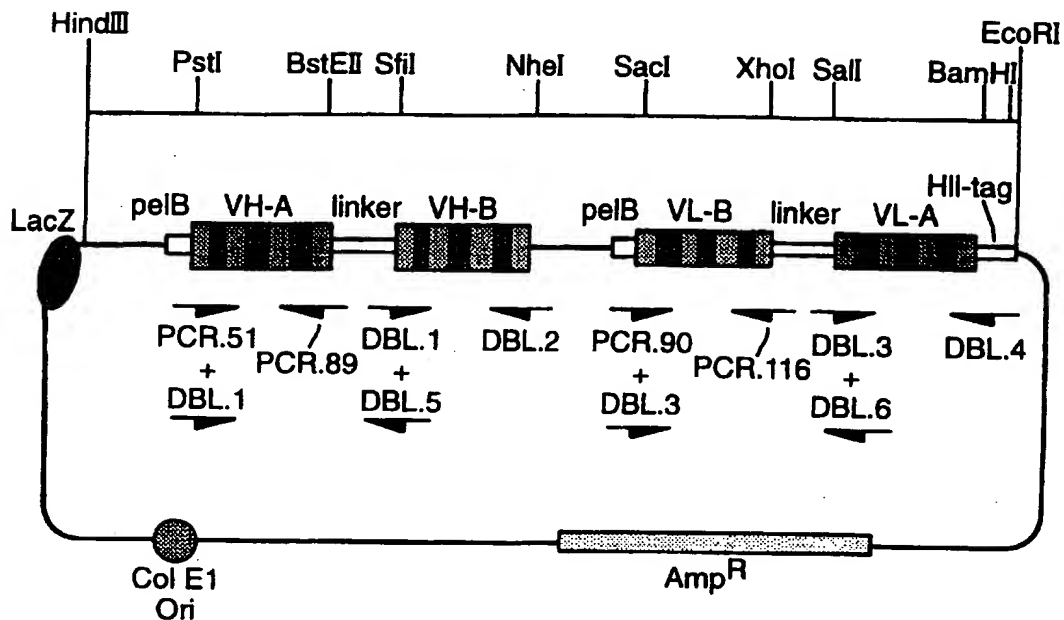 HindIII
EcoRI
PstI
BstEII
SfiI
NheI
SacI
XhoI
SalI
BamHI
HII-tag
LacZ
pelB
VH-A
linker
VH-B
pelB
VL-B
linker
VL-A
PCR.51
+
DBL.1
PCR.89
DBL.1
+
DBL.5
DBL.2
PCR.90
+
DBL.3
PCR.116
DBL.3
+
DBL.6
DBL.4
Col E1
Ori
AmpR